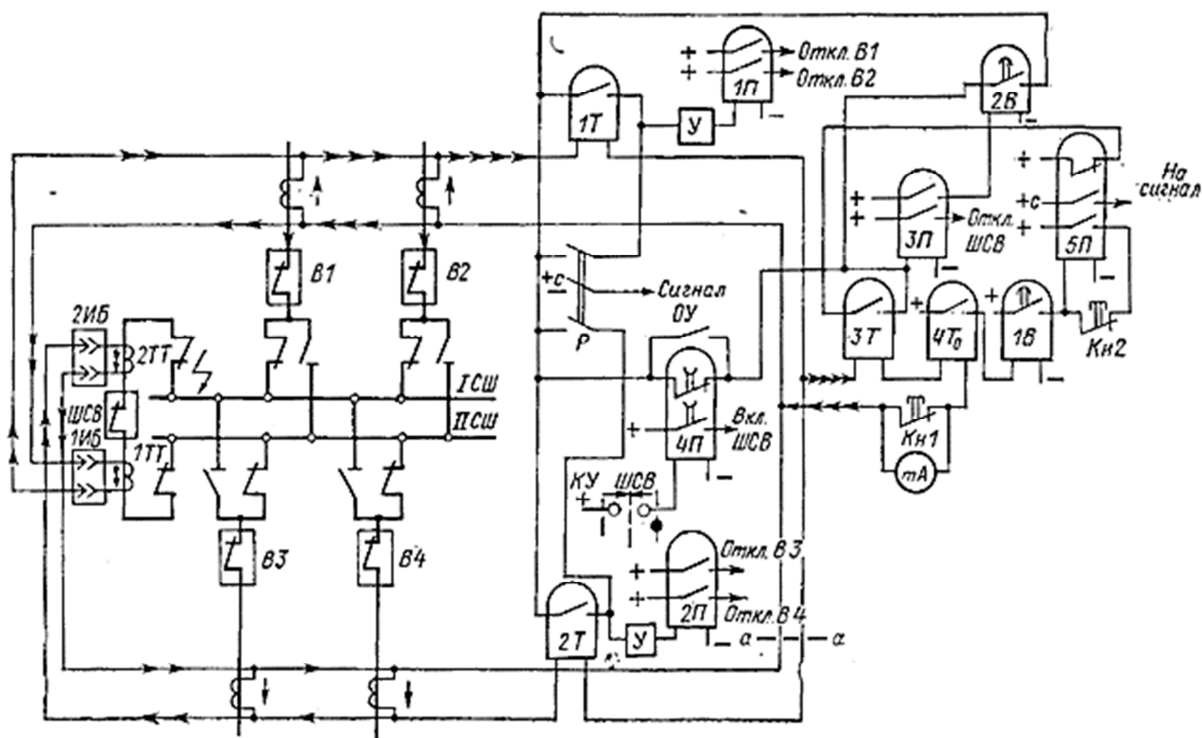 + Откл. В1
+ Откл. В2
1П
−
1Т
У
2В
−
+
+с
+
На сигнал
5П
−
+
+
3П
Откл. ШСВ
−
В1
В2
+с
−
Сигнал
Р
ОУ
3Т
+
4Т₀
+
1В
−
Кн2
2ИБ
2ТТ
ШСВ
1ИБ
1ТТ
I СШ
II СШ
+
4П
Вкл. ШСВ
−
Кн1
mA
КУ
+
ШСВ
В3
В4
+ Откл. В3
+ Откл. В4
2П
−
2Т
У
а − а